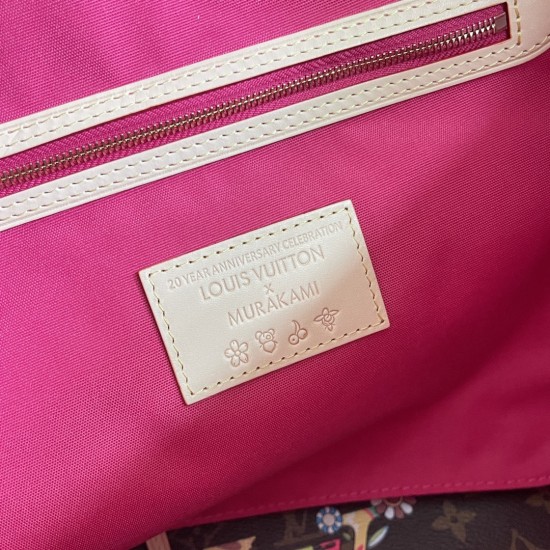 20 YEAR ANNIVERSARY CELEBRATION
LOUIS VUITTON
x
MURAKAMI